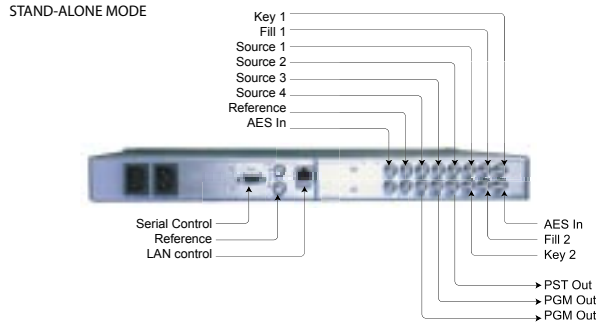 STAND-ALONE MODE
Key 1
Fill 1
Source 1
Source 2
Source 3
Source 4
Reference
AES In
Serial Control
Reference
LAN control
AES In
Fill 2
Key 2
PST Out
PGM Out
PGM Out